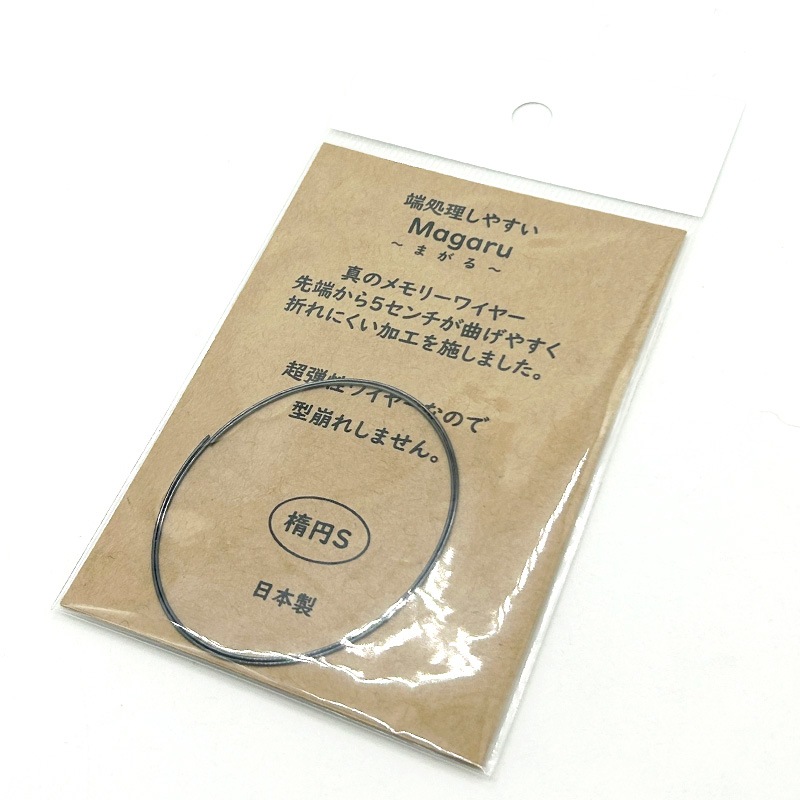 端処理しやすい
Magaru
～まがる～
真のメモリーワイヤー
先端から5センチが曲げやすく
折れにくい加工を施しました。
超弾性ワイヤーなので
型崩れしません。
楕円S
日本製